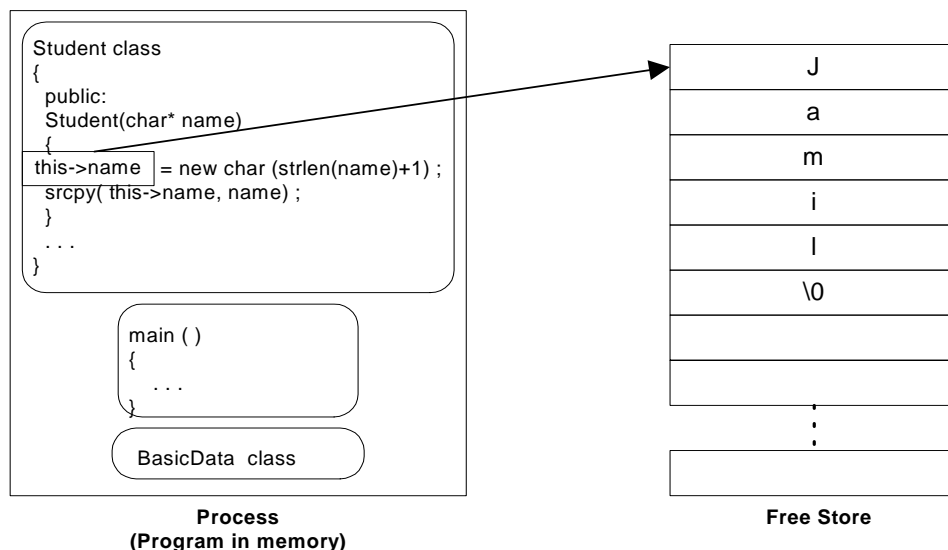 Student class
{
public:
Student(char* name)
{
this->name = new char (strlen(name)+1) ;
srcpy( this->name, name) ;
}
. . .
}
main ( )
{
. . .
}
BasicData class
Process
(Program in memory)
J
a
m
i
l
\0
Free Store